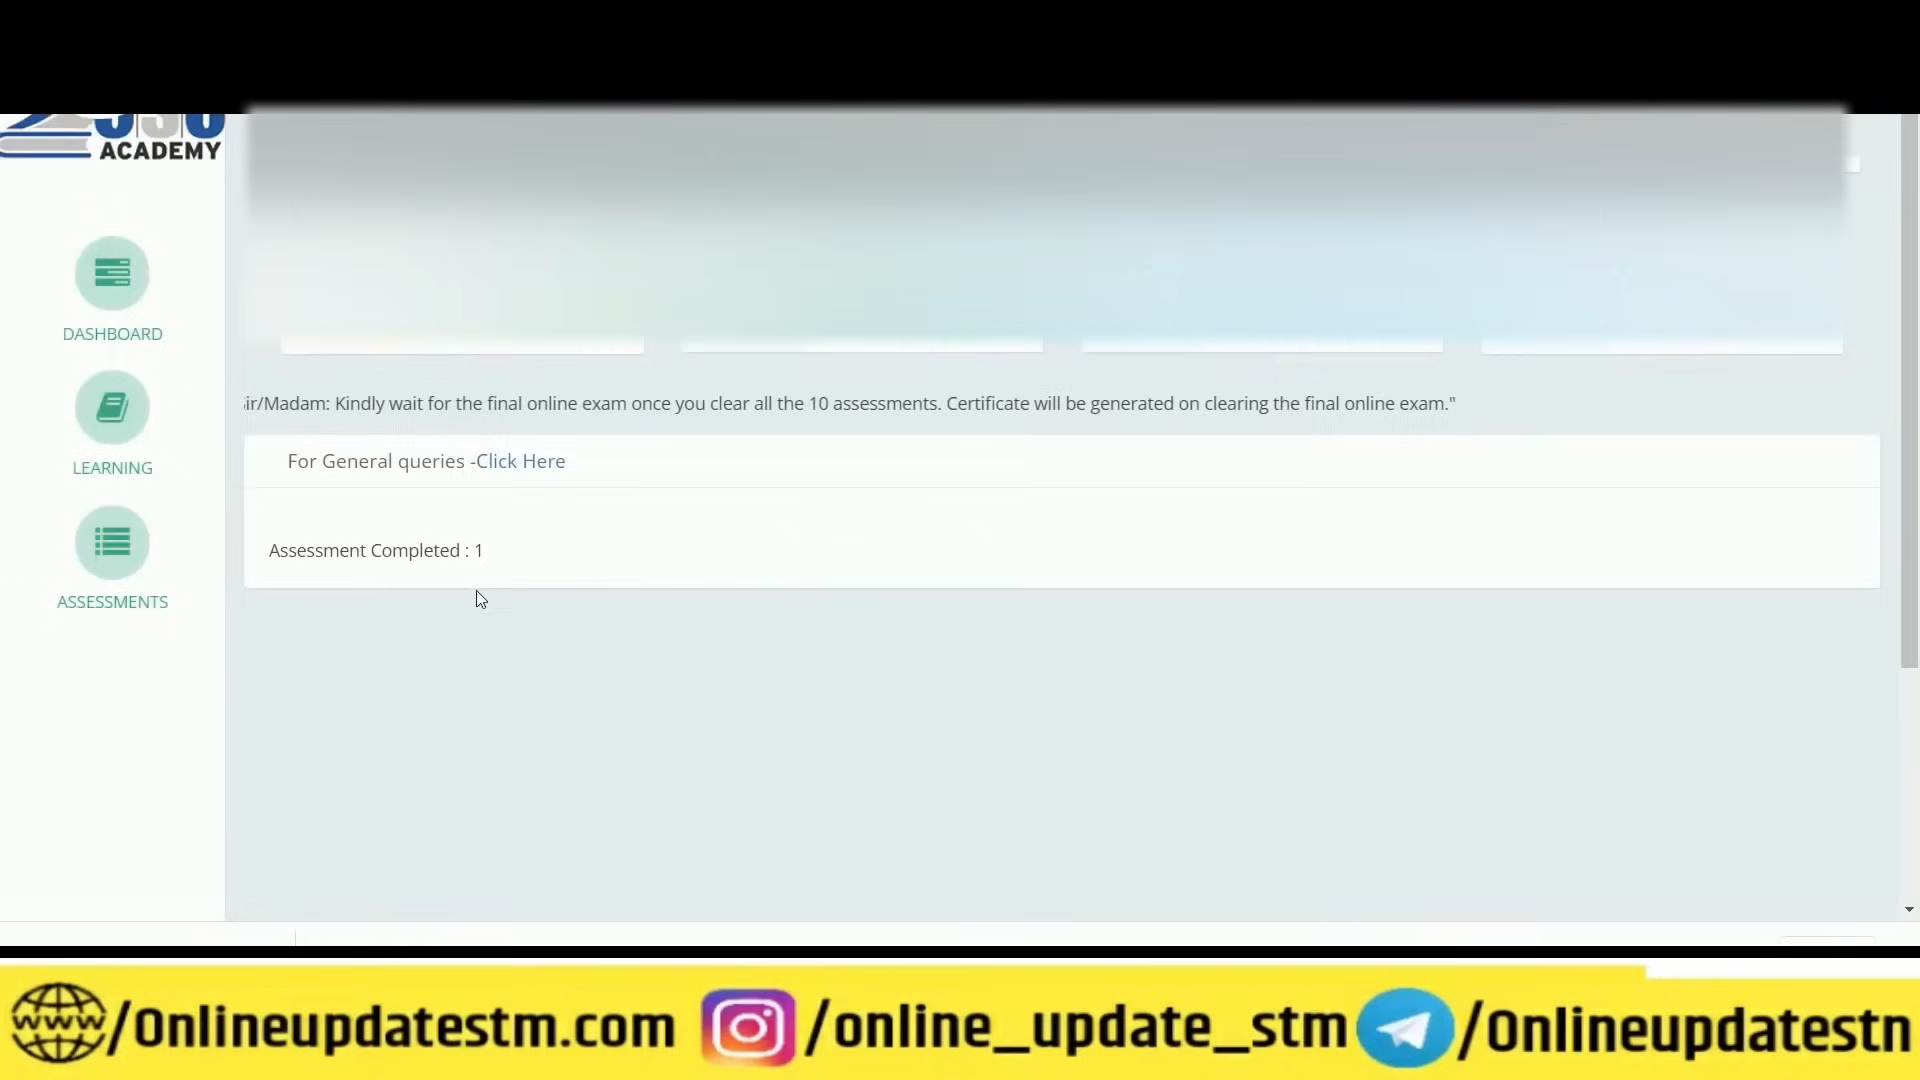 ACADEMY
DASHBOARD
LEARNING
ASSESSMENTS
ir/Madam: Kindly wait for the final online exam once you clear all the 10 assessments. Certificate will be generated on clearing the final online exam."
For General queries -Click Here
Assessment Completed : 1
www /Onlineupdatestm.com
/online_update_stm
/Onlineupdatestn